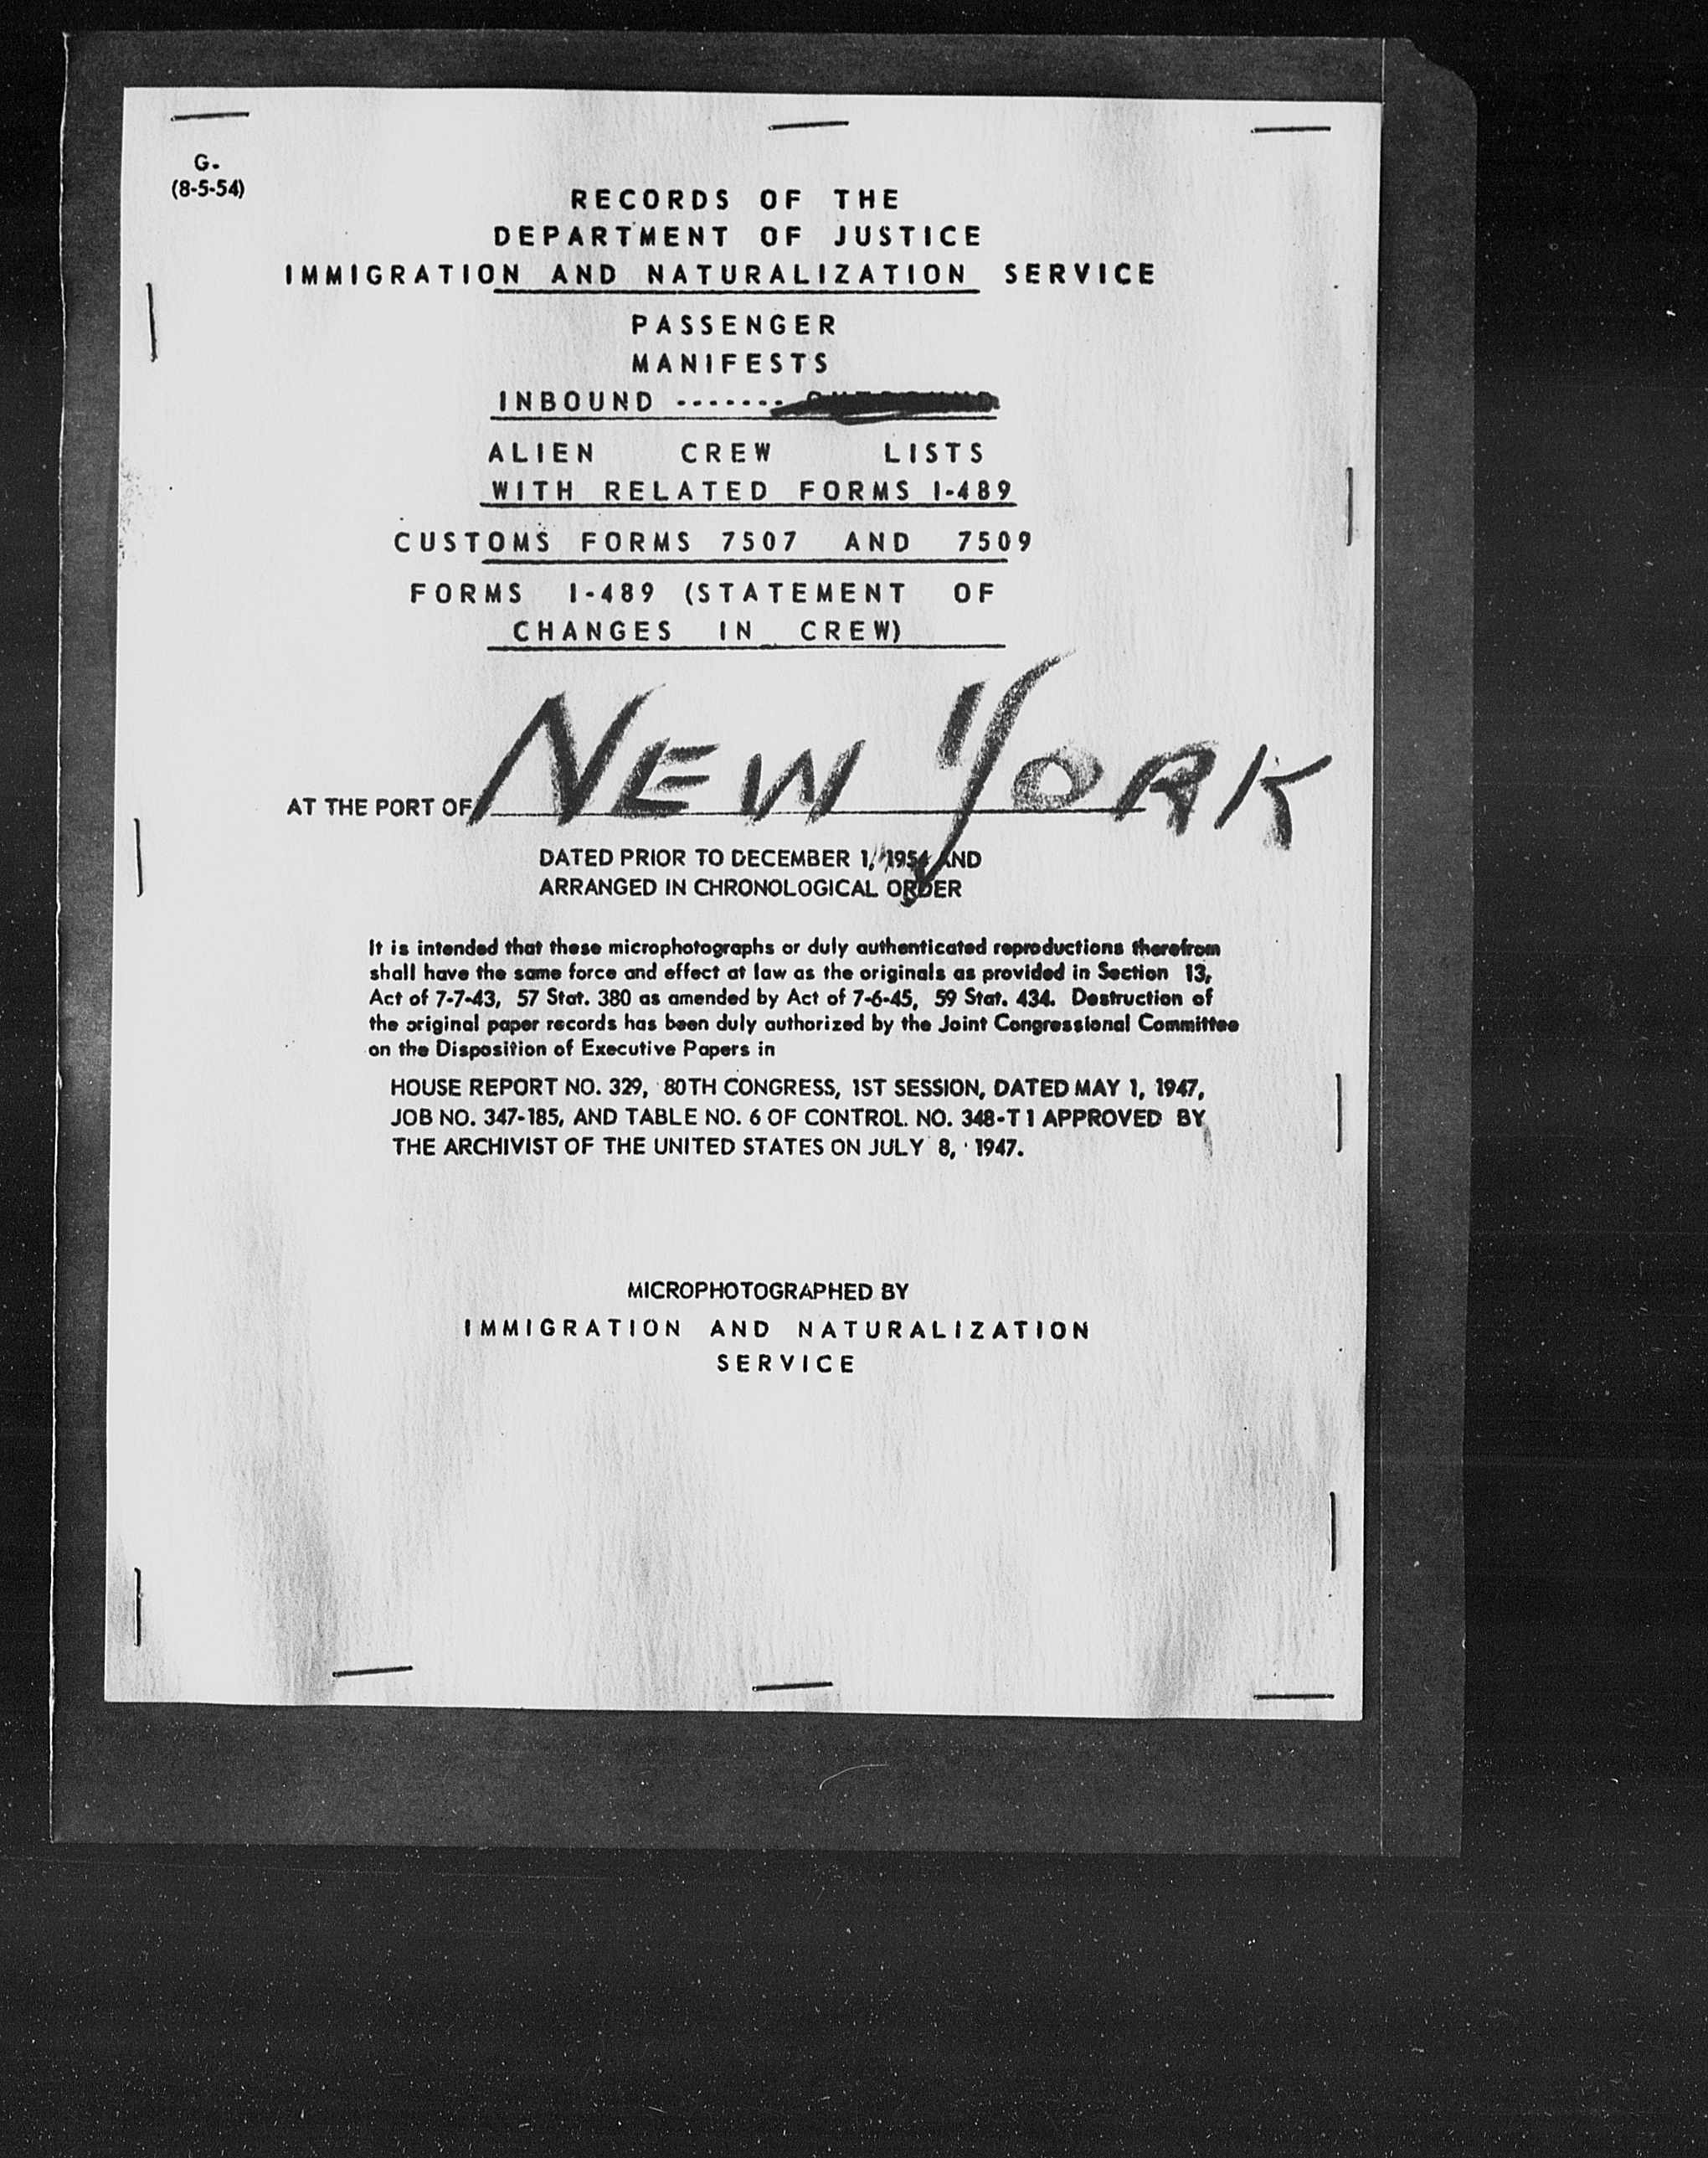 G-
(8-5-54)
RECORDS OF THE
DEPARTMENT OF JUSTICE
IMMIGRATION AND NATURALIZATION SERVICE
PASSENGER
MANIFESTS
INBOUND -------
ALIEN CREW LISTS
WITH RELATED FORMS I-489
CUSTOMS FORMS 7507 AND 7509
FORMS I-489 (STATEMENT OF
CHANGES IN CREW)
AT THE PORT OF NEW YORK
DATED PRIOR TO DECEMBER 1, 1954 AND
ARRANGED IN CHRONOLOGICAL ORDER
It is intended that these microphotographs or duly authenticated reproductions therefrom
shall have the same force and effect at law as the originals as provided in Section 13,
Act of 7-7-43, 57 Stat. 380 as amended by Act of 7-6-45, 59 Stat. 434. Destruction of
the original paper records has been duly authorized by the Joint Congressional Committee
on the Disposition of Executive Papers in
HOUSE REPORT NO. 329, 80TH CONGRESS, 1ST SESSION, DATED MAY 1, 1947,
JOB NO. 347-185, AND TABLE NO. 6 OF CONTROL NO. 348-T1 APPROVED BY
THE ARCHIVIST OF THE UNITED STATES ON JULY 8, 1947.
MICROPHOTOGRAPHED BY
IMMIGRATION AND NATURALIZATION
SERVICE